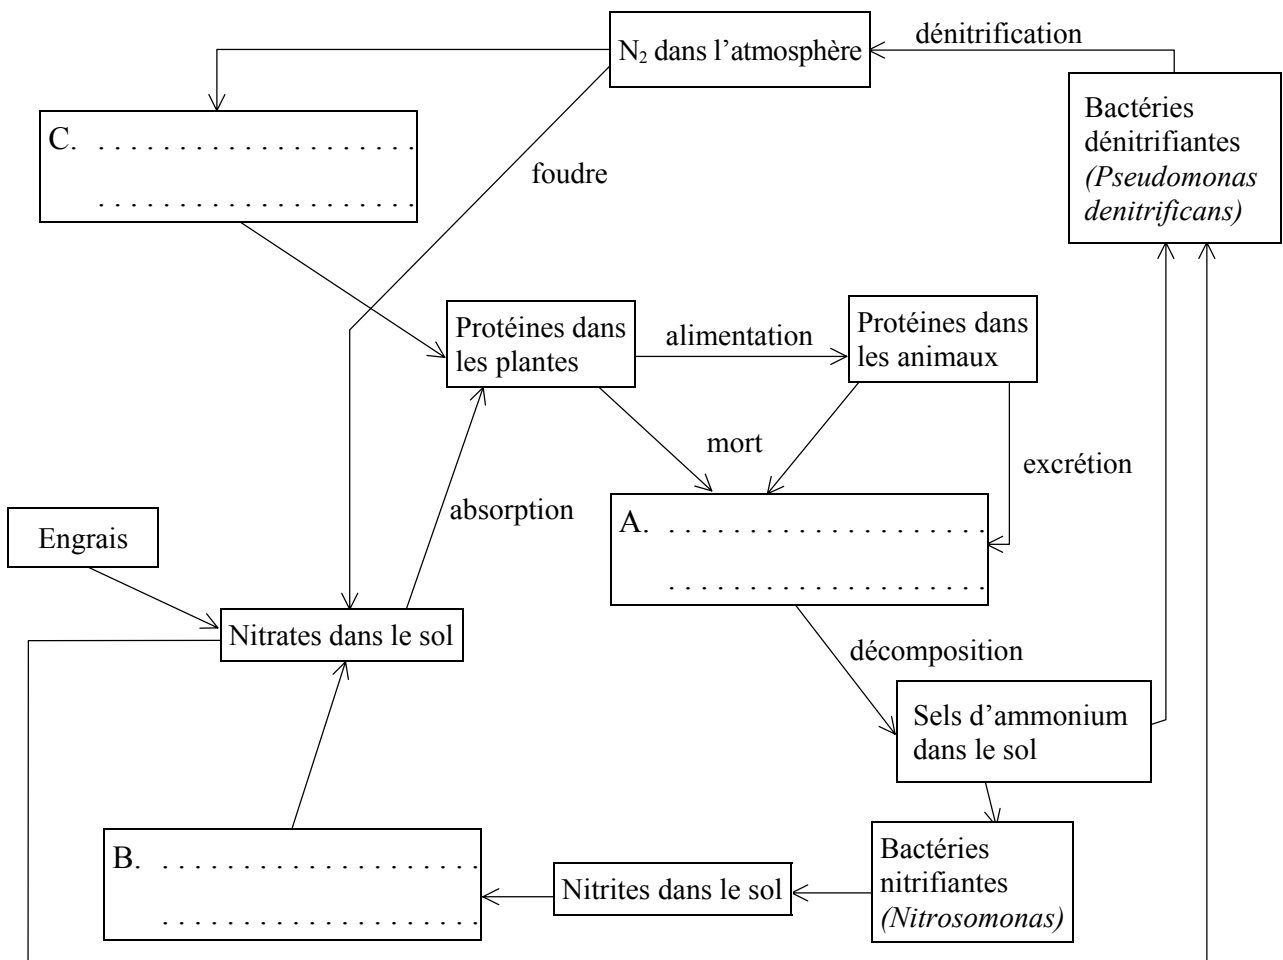 N₂ dans l’atmosphère
dénitrification
Bactéries
dénitrifiantes
(Pseudomonas
denitrificans)
C. . . . . . . . . . . . . . . . . . . . .
. . . . . . . . . . . . . . . . . . . .
foudre
Protéines dans
les plantes
alimentation
Protéines dans
les animaux
mort
excrétion
absorption
A. . . . . . . . . . . . . . . . . . . . .
. . . . . . . . . . . . . . . . . . . .
Engrais
Nitrates dans le sol
décomposition
Sels d’ammonium
dans le sol
B. . . . . . . . . . . . . . . . . . . . .
. . . . . . . . . . . . . . . . . . . .
Nitrites dans le sol
Bactéries
nitrifiantes
(Nitrosomonas)